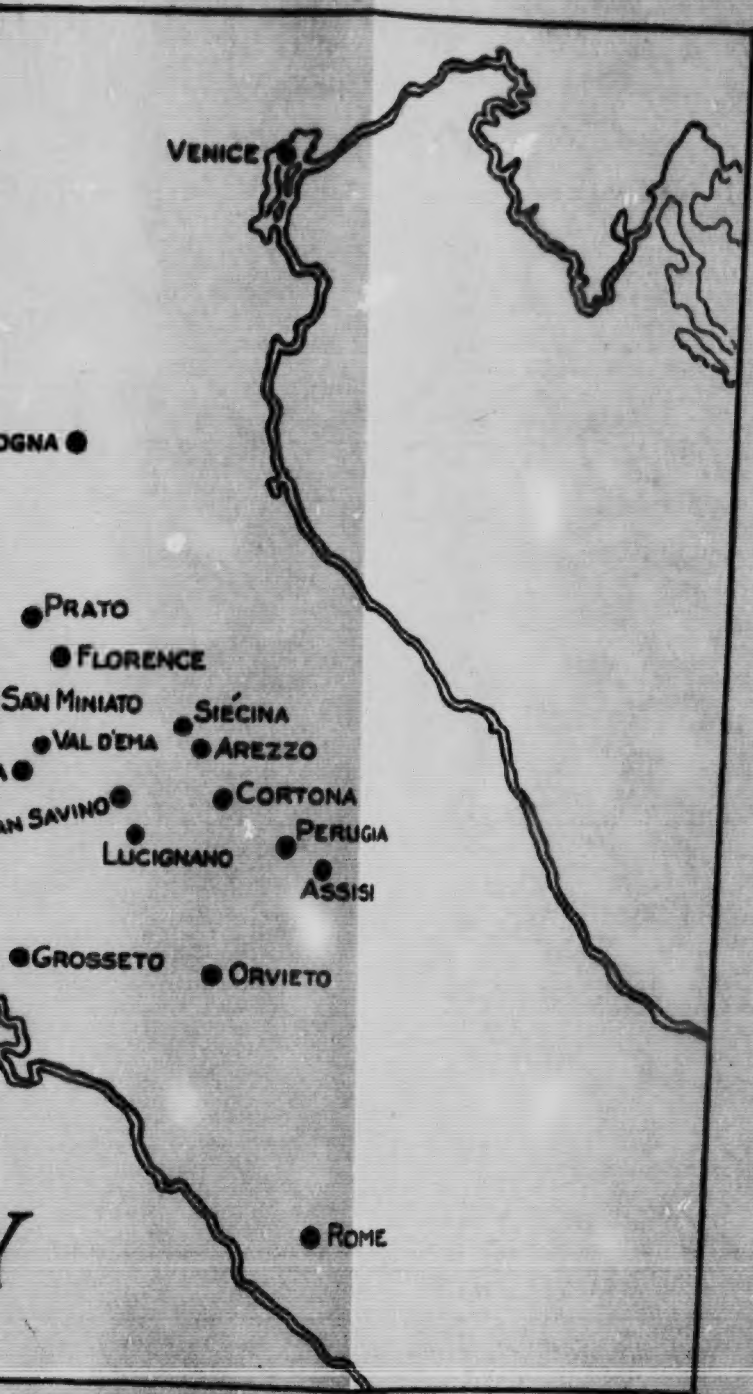 VENICE
OGNA
PRATO
FLORENCE
SAN MINIATO
SIÉCINA
VAL D'EMA
AREZZO
A
CORTONA
AN SAVINO
PERUGIA
LUCIGNANO
ASSISI
GROSSETO
ORVIETO
Y
ROME